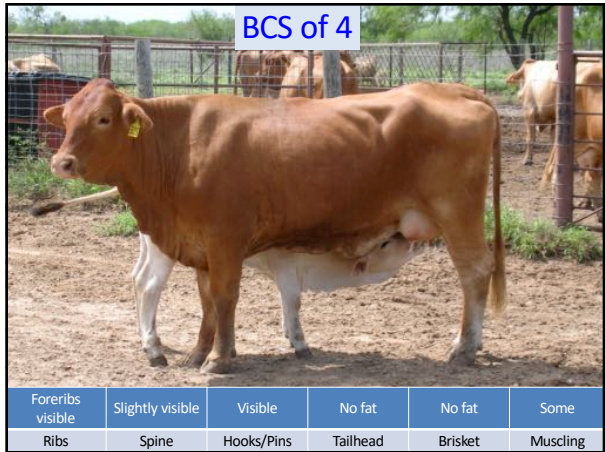 BCS of 4
Foreribs visible
Slightly visible
Visible
No fat
No fat
Some
Ribs
Spine
Hooks/Pins
Tailhead
Brisket
Muscling